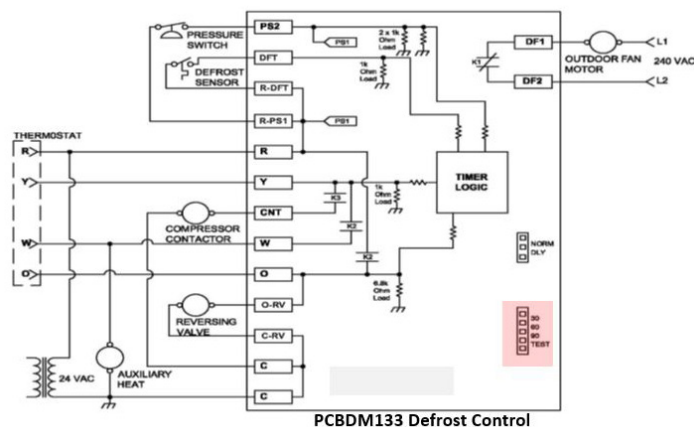 PS2
PRESSURE
SWITCH
PS1
2 x 1k
Ohm
Load
DFT
DEFROST
SENSOR
1k
Ohm
Load
R-DFT
R-PS1
PS1
K1
DF1
DF2
OUTDOOR FAN
MOTOR
L1
240 VAC
L2
THERMOSTAT
R
R
Y
Y
K3
1k
Ohm
Load
TIMER
LOGIC
CNT
COMPRESSOR
CONTACTOR
K2
W
W
K2
NORM
DLY
O
O
6.8k
Ohm
Load
O-RV
REVERSING
VALVE
C-RV
30
60
90
TEST
C
24 VAC
AUXILIARY
HEAT
C
PCBDM133 Defrost Control